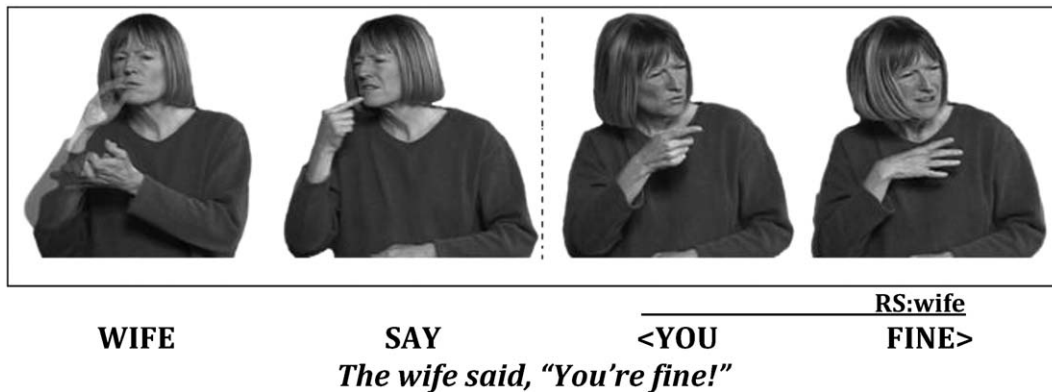 RS:wife
WIFE SAY <YOU FINE>
The wife said, “You’re fine!”